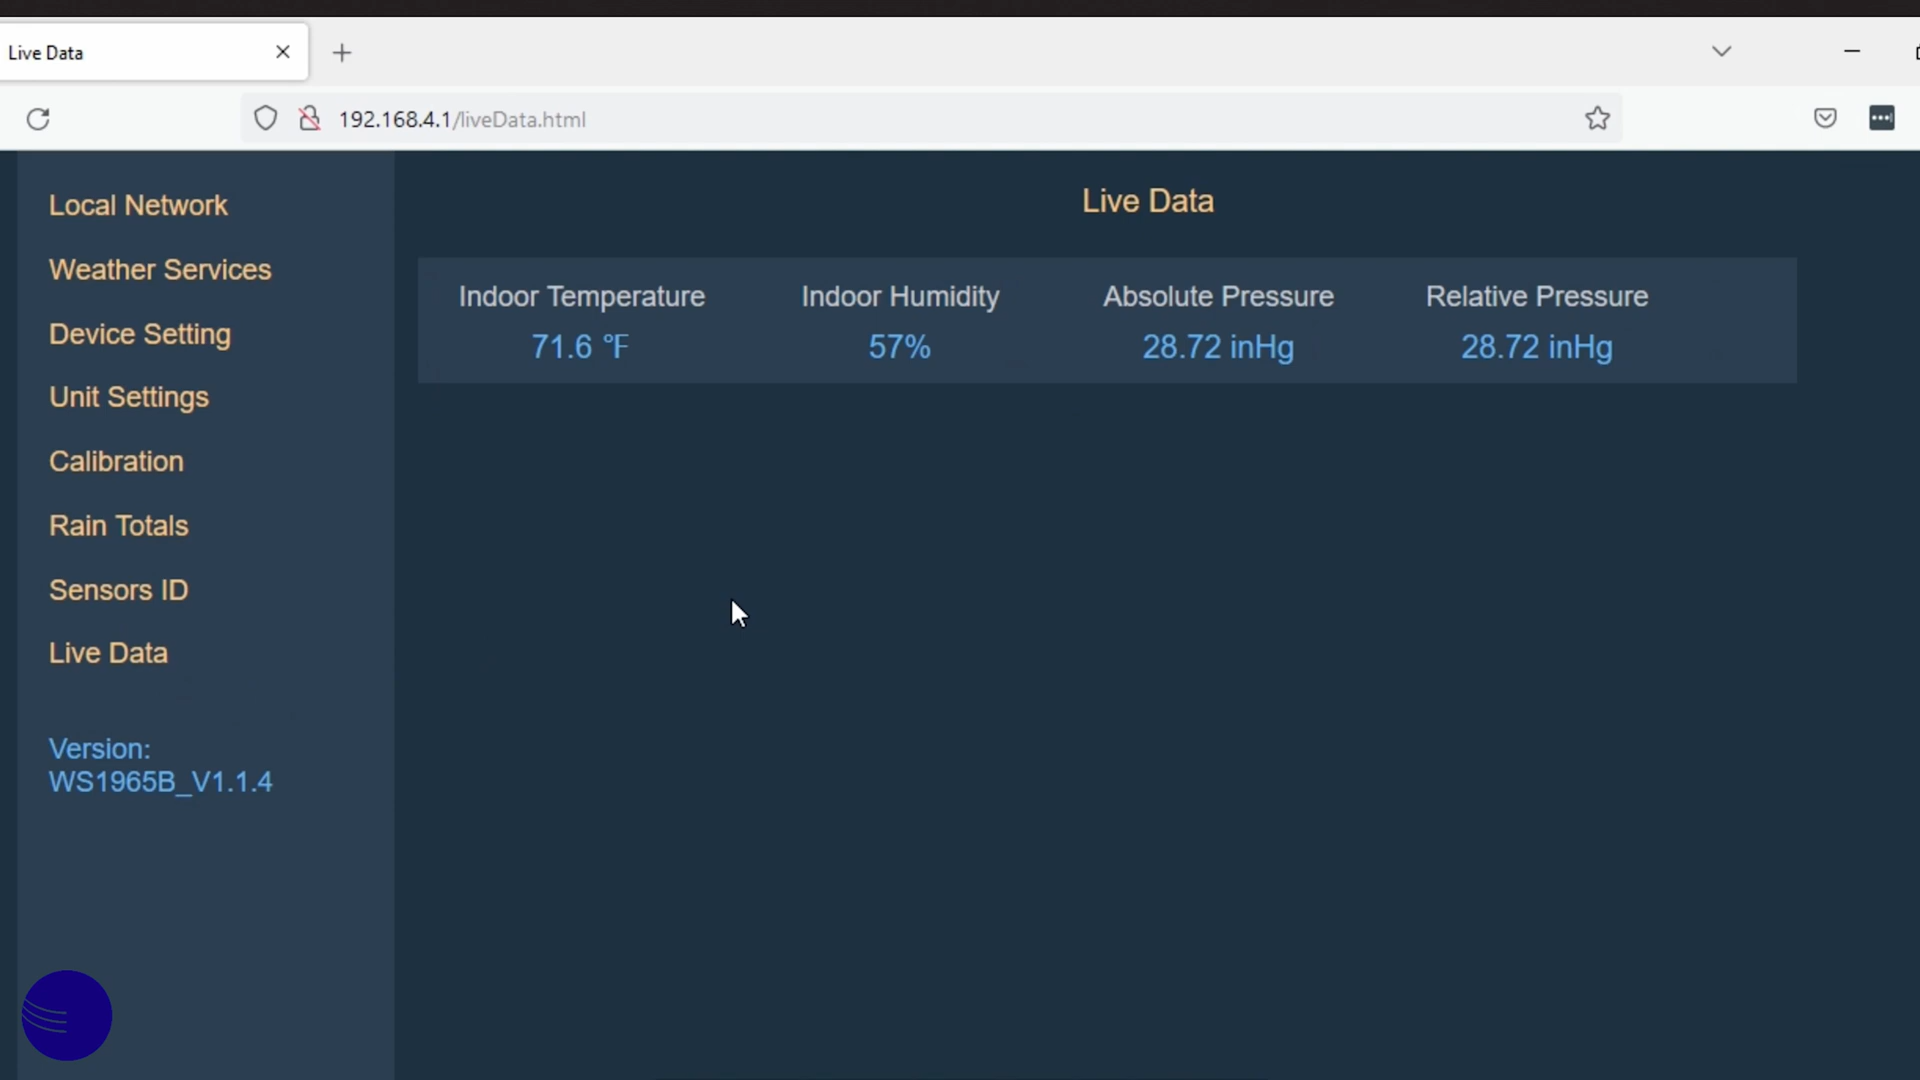 Live Data
192.168.4.1/liveData.html
Local Network
Weather Services
Device Setting
Unit Settings
Calibration
Rain Totals
Sensors ID
Live Data
Version:
WS1965B_V1.1.4
Live Data
Indoor Temperature
71.6 ℉
Indoor Humidity
57%
Absolute Pressure
28.72 inHg
Relative Pressure
28.72 inHg